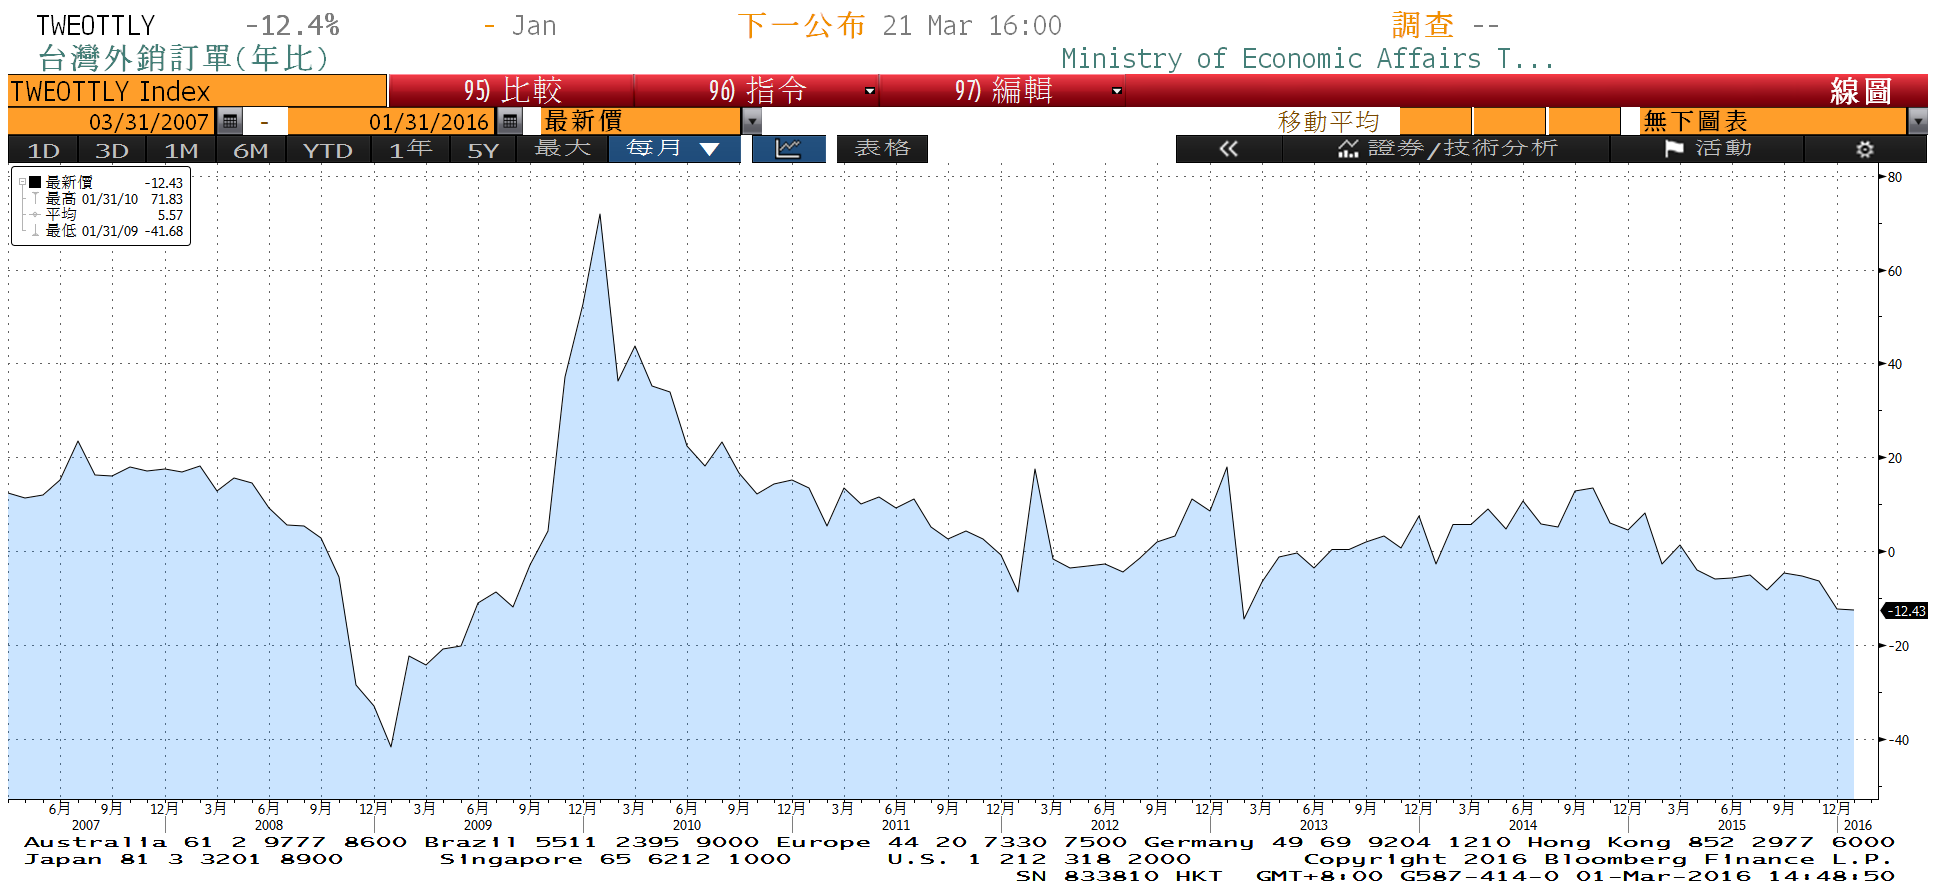 TWEOTTLY -12.4% - Jan 下一公布 21 Mar 16:00 調查 --
台灣外銷訂單(年比) Ministry of Economic Affairs T...
TWEOTTLY Index 95) 比較 96) 指令 97) 編輯 線圖
03/31/2007 - 01/31/2016 最新價 移動平均 無下圖表
1D 3D 1M 6M YTD 1年 5Y 最大 每月 ▼ 表格 « 證券/技術分析 活動
最新價 -12.43
最高 01/31/10 71.83
平均 5.57
最低 01/31/09 -41.68
80
60
40
20
0
-12.43
-20
-40
6月 9月 12月 3月 6月 9月 12月 3月 6月 9月 12月 3月 6月 9月 12月 3月 6月 9月 12月 3月 6月 9月 12月 3月 6月 9月 12月 3月 6月 9月 12月 3月 6月 9月 12月
2007 2008 2009 2010 2011 2012 2013 2014 2015 2016
Australia 61 2 9777 8600 Brazil 5511 2395 9000 Europe 44 20 7330 7500 Germany 49 69 9204 1210 Hong Kong 852 2977 6000
Japan 81 3 3201 8900 Singapore 65 6212 1000 U.S. 1 212 318 2000 Copyright 2016 Bloomberg Finance L.P.
SN 833810 HKT GMT+8:00 G587-414-0 01-Mar-2016 14:48:50